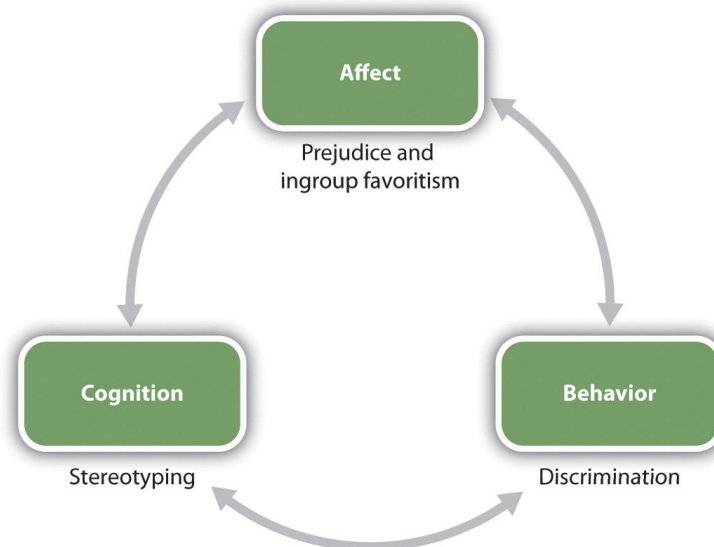 Affect
Prejudice and
ingroup favoritism
Cognition
Stereotyping
Behavior
Discrimination